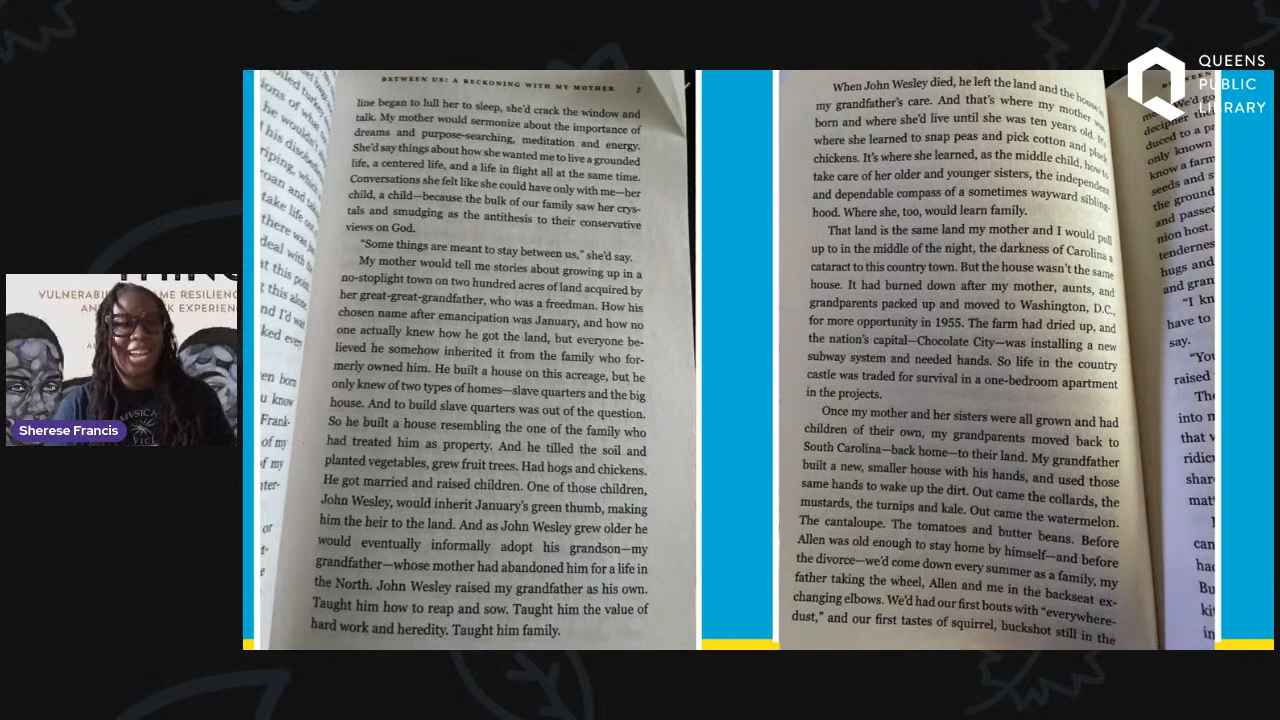 QUEENS
PUBLIC
LIBRARY
VULNERABIL AME RESILIENC
AN K EXPERIEN
MVSICA
Sherese Francis
BETWEEN US: A RECKONING WITH MY MOTHER 5
line began to lull her to sleep, she'd crack the window and
talk. My mother would sermonize about the importance of
dreams and purpose-searching, meditation and energy.
She'd say things about how she wanted me to live a grounded
life, a centered life, and a life in flight all at the same time.
Conversations she felt like she could have only with me—her
child, a child—because the bulk of our family saw her crys-
tals and smudging as the antithesis to their conservative
views on God.
"Some things are meant to stay between us," she'd say.
My mother would tell me stories about growing up in a
no-stoplight town on two hundred acres of land acquired by
her great-great-grandfather, who was a freedman. How his
chosen name after emancipation was January, and how no
one actually knew how he got the land, but everyone be-
lieved he somehow inherited it from the family who for-
merly owned him. He built a house on this acreage, but he
only knew of two types of homes—slave quarters and the big
house. And to build slave quarters was out of the question.
So he built a house resembling the one of the family who
had treated him as property. And he tilled the soil and
planted vegetables, grew fruit trees. Had hogs and chickens.
He got married and raised children. One of those children,
John Wesley, would inherit January's green thumb, making
him the heir to the land. And as John Wesley grew older he
would eventually informally adopt his grandson—my
grandfather—whose mother had abandoned him for a life in
the North. John Wesley raised my grandfather as his own.
Taught him how to reap and sow. Taught him the value of
hard work and heredity. Taught him family.
When John Wesley died, he left the land and the house in
my grandfather's care. And that's where my mother was
born and where she'd live until she was ten years old. It's
where she learned to snap peas and pick cotton and pluck
chickens. It's where she learned, as the middle child, how to
take care of her older and younger sisters, the independent
and dependable compass of a sometimes wayward sibling-
hood. Where she, too, would learn family.
That land is the same land my mother and I would pull
up to in the middle of the night, the darkness of Carolina a
cataract to this country town. But the house wasn't the same
house. It had burned down after my mother, aunts, and
grandparents packed up and moved to Washington, D.C.,
for more opportunity in 1955. The farm had dried up, and
the nation's capital—Chocolate City—was installing a new
subway system and needed hands. So life in the country
castle was traded for survival in a one-bedroom apartment
in the projects.
Once my mother and her sisters were all grown and had
children of their own, my grandparents moved back to
South Carolina—back home—to their land. My grandfather
built a new, smaller house with his hands, and used those
same hands to wake up the dirt. Out came the collards, the
mustards, the turnips and kale. Out came the watermelon.
The cantaloupe. The tomatoes and butter beans. Before
Allen was old enough to stay home by himself—and before
the divorce—we'd come down every summer as a family, my
father taking the wheel, Allen and me in the backseat ex-
changing elbows. We'd had our first bouts with "everywhere-
dust," and our first tastes of squirrel, buckshot still in the